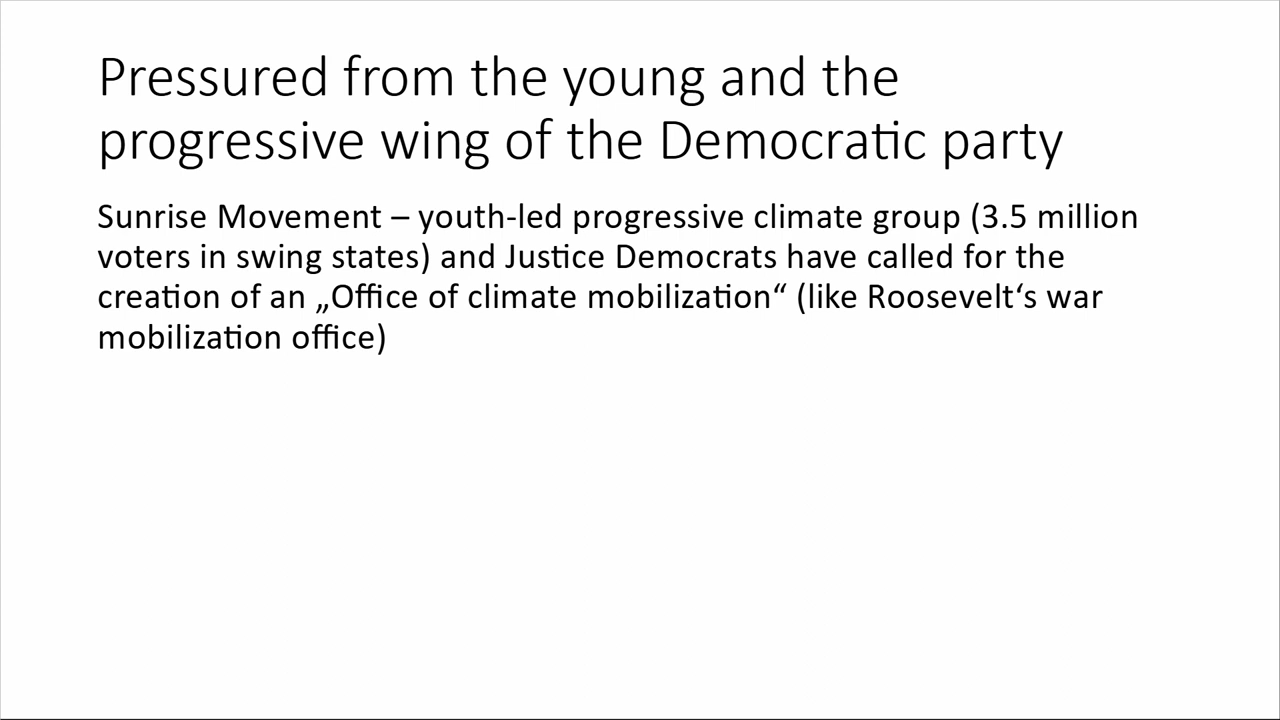 Pressured from the young and the
progressive wing of the Democratic party
Sunrise Movement – youth-led progressive climate group (3.5 million
voters in swing states) and Justice Democrats have called for the
creation of an „Office of climate mobilization“ (like Roosevelt‘s war
mobilization office)